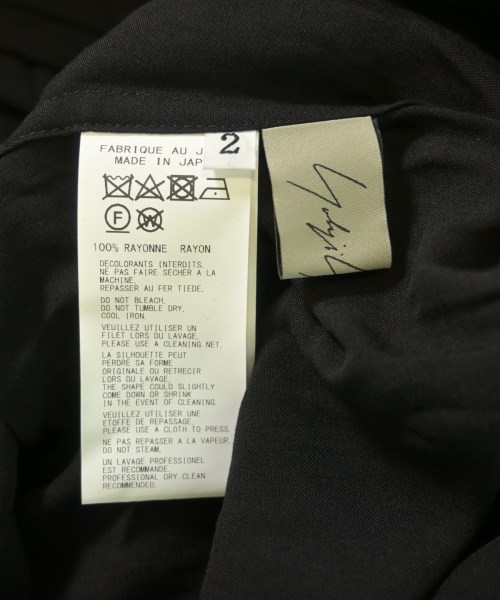 FABRIQUE AU
MADE IN JAP
2
F
W
100% RAYONNE RAYON
DECOLORANTS INTERDITS.
NE PAS FAIRE SECHER A LA
MACHINE.
REPASSER AU FER TIEDE.
DO NOT BLEACH.
DO NOT TUMBLE DRY.
COOL IRON.
VEUILLEZ UTILISER UN
FILET LORS DU LAVAGE.
PLEASE USE A CLEANING NET.
LA SILHOUETTE PEUT
PERDRE SA FORME
ORIGINALE OU RETRECIR
LORS DU LAVAGE.
THE SHAPE COULD SLIGHTLY
COME DOWN OR SHRINK
IN THE EVENT OF CLEANING.
VEUILLEZ UTILISER UNE
ETOFFE DE REPASSAGE.
PLEASE USE A CLOTH TO PRESS.
NE PAS REPASSER A LA VAPEUR.
DO NOT STEAM.
UN LAVAGE PROFESSIONEL
EST RECOMMANDE.
PROFESSIONAL DRY CLEAN
RECOMMENDED.